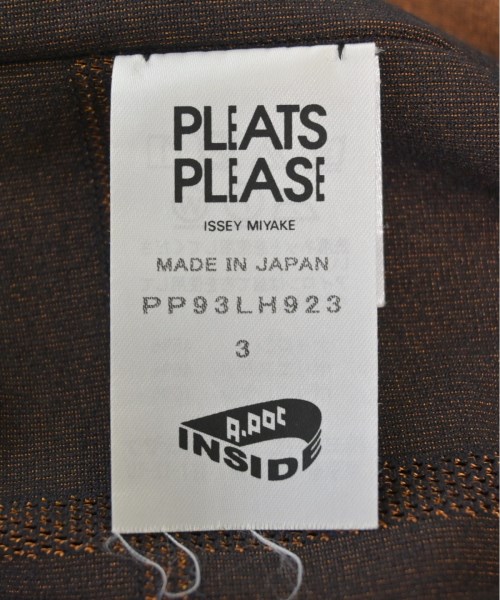 PLEATS
PLEASE
ISSEY MIYAKE
MADE IN JAPAN
PP93LH923
3
A-POC
INSIDE